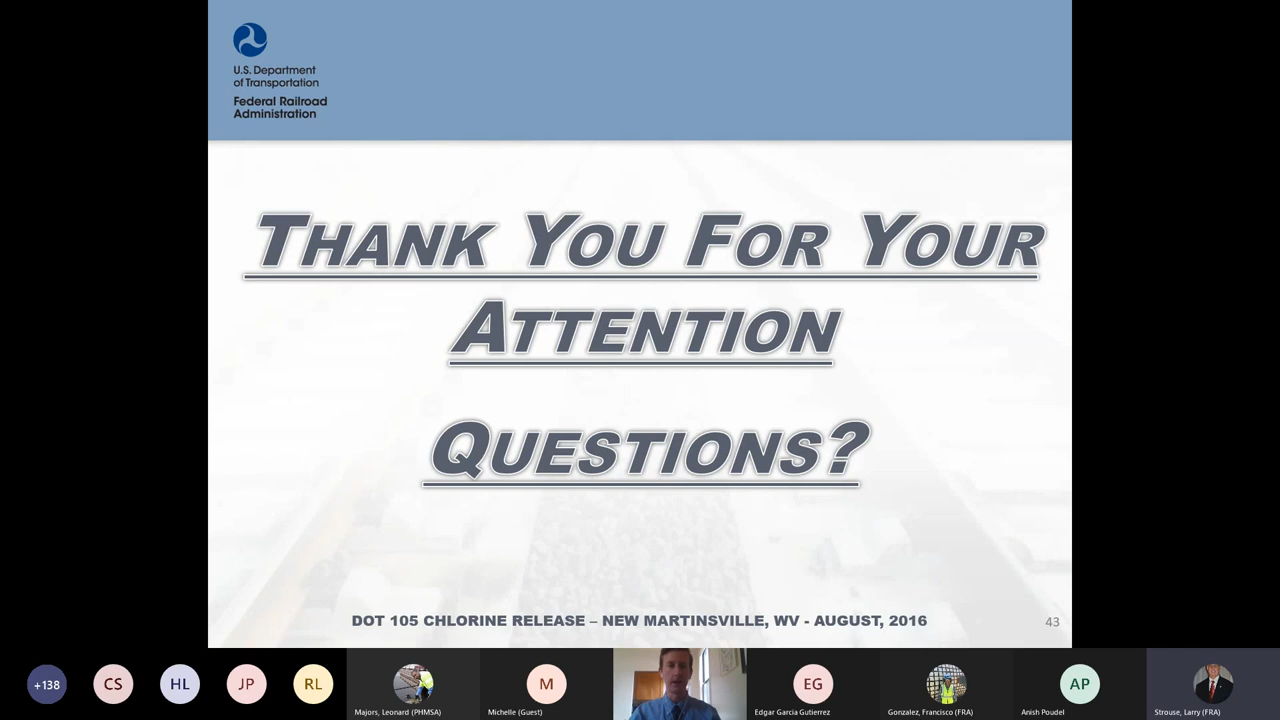 U.S. Department
of Transportation
Federal Railroad
Administration
THANK YOU FOR YOUR
ATTENTION
QUESTIONS?
DOT 105 CHLORINE RELEASE – NEW MARTINSVILLE, WV - AUGUST, 2016
43
+138
CS
HL
JP
RL
Majors, Leonard (PHMSA)
M
Michelle (Guest)
EG
Edgar Garcia Gutierrez
Gonzalez, Francisco (FRA)
AP
Anish Poudel
Strouse, Larry (FRA)